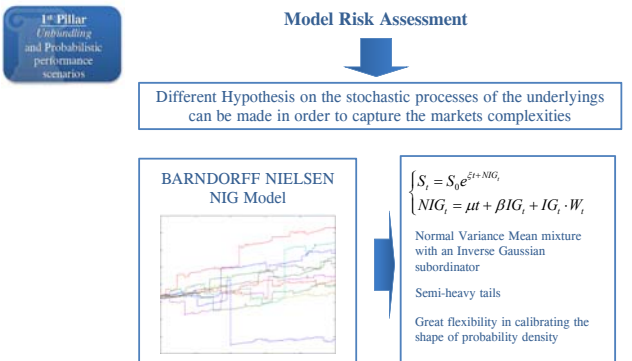 1st Pillar
Unbundling
and Probabilistic
performance
scenarios
Model Risk Assessment
Different Hypothesis on the stochastic processes of the underlyings
can be made in order to capture the markets complexities
BARNDORFF NIELSEN
NIG Model
S_t = S_0 e^{ξt+NIG_t}
NIG_t = μt + βIG_t + IG_t · W_t
Normal Variance Mean mixture
with an Inverse Gaussian
subordinator
Semi-heavy tails
Great flexibility in calibrating the
shape of probability density